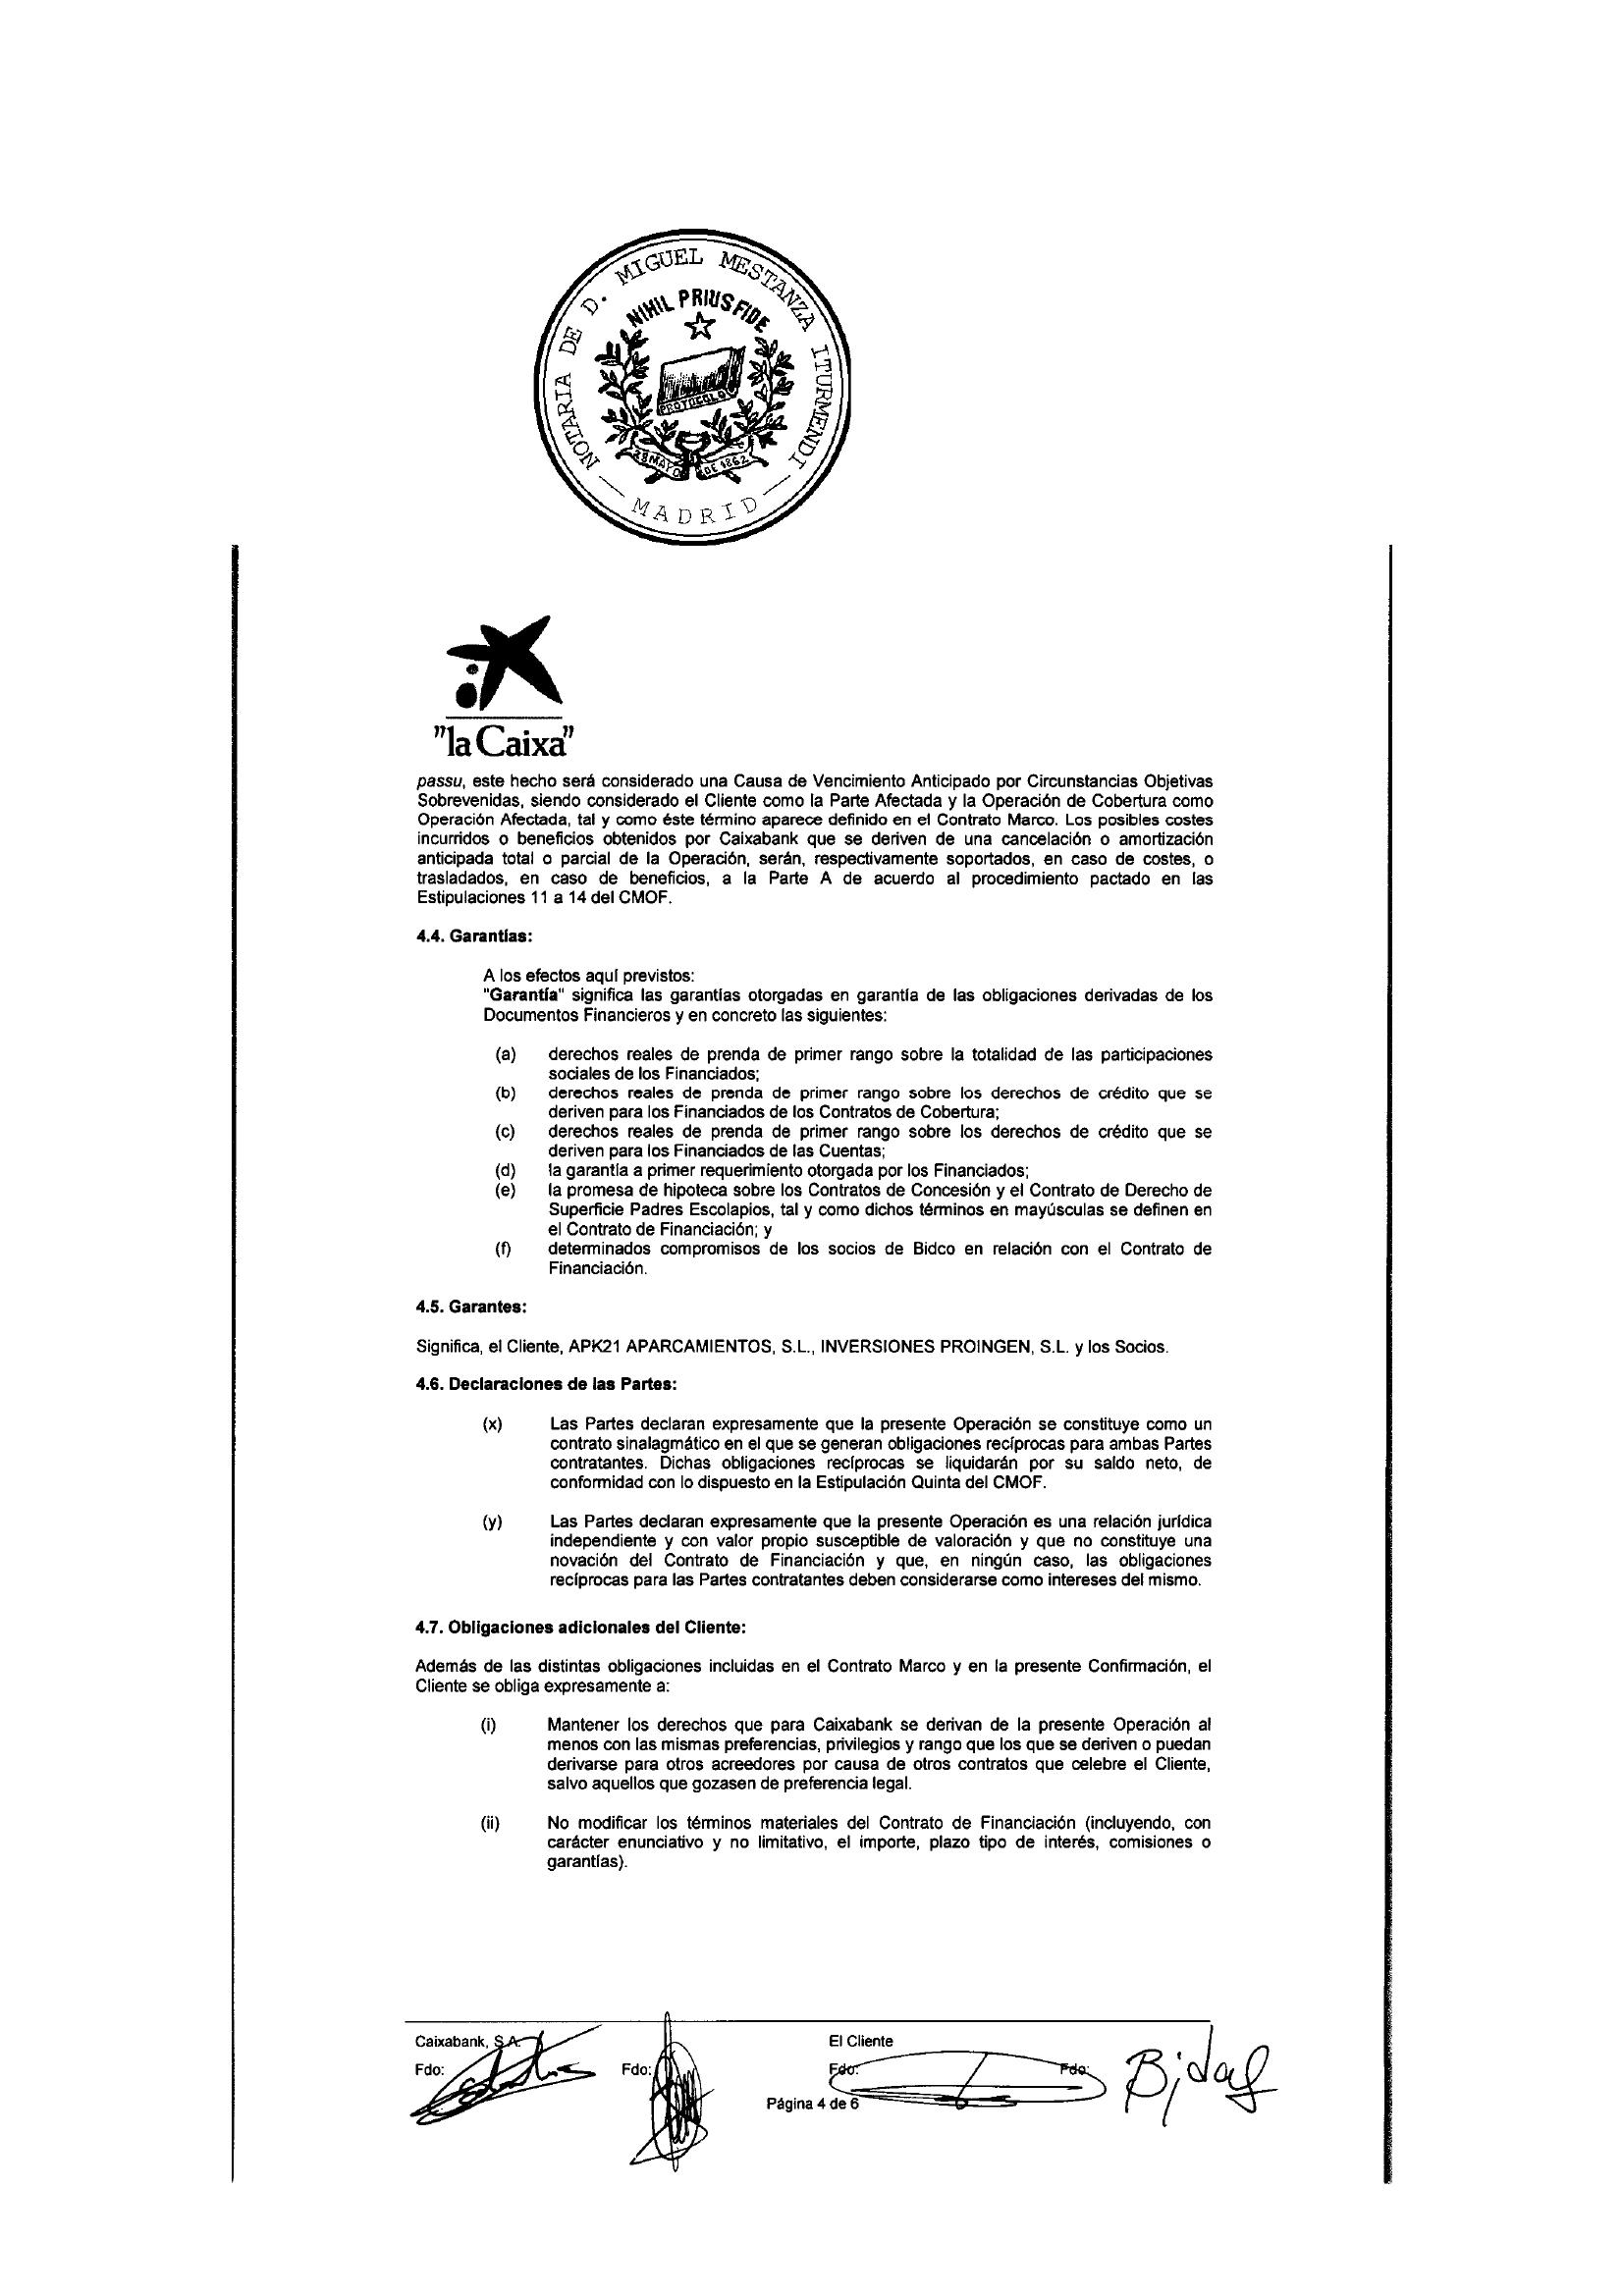 NOTARIA DE D. MIGUEL MESTANZA ITURMENDI
NIHIL PRIUS FIDE
PROTOCOLO
28 MAYO DE 1862
— MADRID —
"la Caixa"
passu, este hecho será considerado una Causa de Vencimiento Anticipado por Circunstancias Objetivas
Sobrevenidas, siendo considerado el Cliente como la Parte Afectada y la Operación de Cobertura como
Operación Afectada, tal y como éste término aparece definido en el Contrato Marco. Los posibles costes
incurridos o beneficios obtenidos por Caixabank que se deriven de una cancelación o amortización
anticipada total o parcial de la Operación, serán, respectivamente soportados, en caso de costes, o
trasladados, en caso de beneficios, a la Parte A de acuerdo al procedimiento pactado en las
Estipulaciones 11 a 14 del CMOF.
4.4. Garantías:
A los efectos aquí previstos:
"Garantía" significa las garantías otorgadas en garantía de las obligaciones derivadas de los
Documentos Financieros y en concreto las siguientes:
(a) derechos reales de prenda de primer rango sobre la totalidad de las participaciones
sociales de los Financiados;
(b) derechos reales de prenda de primer rango sobre los derechos de crédito que se
deriven para los Financiados de los Contratos de Cobertura;
(c) derechos reales de prenda de primer rango sobre los derechos de crédito que se
deriven para los Financiados de las Cuentas;
(d) la garantía a primer requerimiento otorgada por los Financiados;
(e) la promesa de hipoteca sobre los Contratos de Concesión y el Contrato de Derecho de
Superficie Padres Escolapios, tal y como dichos términos en mayúsculas se definen en
el Contrato de Financiación; y
(f) determinados compromisos de los socios de Bidco en relación con el Contrato de
Financiación.
4.5. Garantes:
Significa, el Cliente, APK21 APARCAMIENTOS, S.L., INVERSIONES PROINGEN, S.L. y los Socios.
4.6. Declaraciones de las Partes:
(x) Las Partes declaran expresamente que la presente Operación se constituye como un
contrato sinalagmático en el que se generan obligaciones recíprocas para ambas Partes
contratantes. Dichas obligaciones recíprocas se liquidarán por su saldo neto, de
conformidad con lo dispuesto en la Estipulación Quinta del CMOF.
(y) Las Partes declaran expresamente que la presente Operación es una relación jurídica
independiente y con valor propio susceptible de valoración y que no constituye una
novación del Contrato de Financiación y que, en ningún caso, las obligaciones
recíprocas para las Partes contratantes deben considerarse como intereses del mismo.
4.7. Obligaciones adicionales del Cliente:
Además de las distintas obligaciones incluidas en el Contrato Marco y en la presente Confirmación, el
Cliente se obliga expresamente a:
(i) Mantener los derechos que para Caixabank se derivan de la presente Operación al
menos con las mismas preferencias, privilegios y rango que los que se deriven o puedan
derivarse para otros acreedores por causa de otros contratos que celebre el Cliente,
salvo aquellos que gozasen de preferencia legal.
(ii) No modificar los términos materiales del Contrato de Financiación (incluyendo, con
carácter enunciativo y no limitativo, el importe, plazo tipo de interés, comisiones o
garantías).
Caixabank, S.A. El Cliente
Fdo: Fdo: Fdo: Fdo:
Página 4 de 6